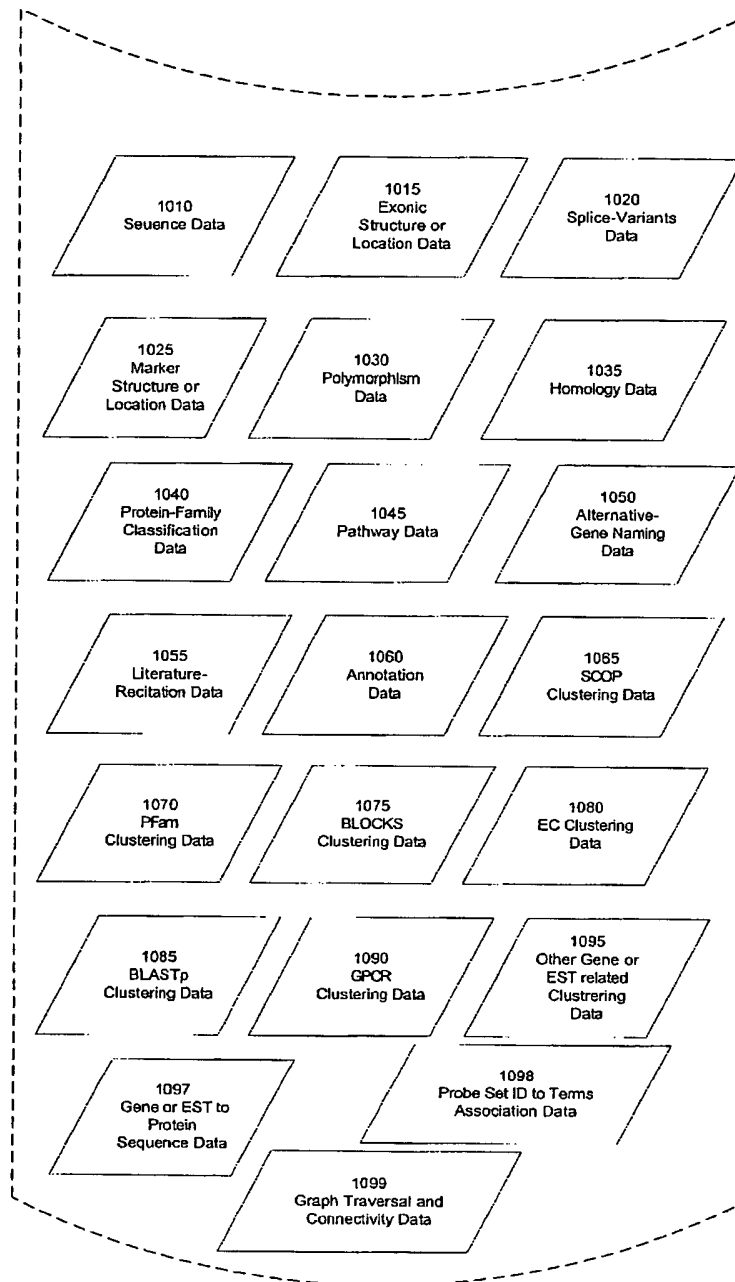 1010
Seuence Data
1015
Exonic
Structure or
Location Data
1020
Splice-Variants
Data
1025
Marker
Structure or
Location Data
1030
Polymorphism
Data
1035
Homology Data
1040
Protein-Family
Classification
Data
1045
Pathway Data
1050
Alternative-
Gene Naming
Data
1055
Literature-
Recitation Data
1060
Annotation
Data
1065
SCOP
Clustering Data
1070
PFam
Clustering Data
1075
BLOCKS
Clustering Data
1080
EC Clustering
Data
1085
BLASTp
Clustering Data
1090
GPCR
Clustering Data
1095
Other Gene or
EST related
Clustrering
Data
1097
Gene or EST to
Protein
Sequence Data
1098
Probe Set ID to Terms
Association Data
1099
Graph Traversal and
Connectivity Data